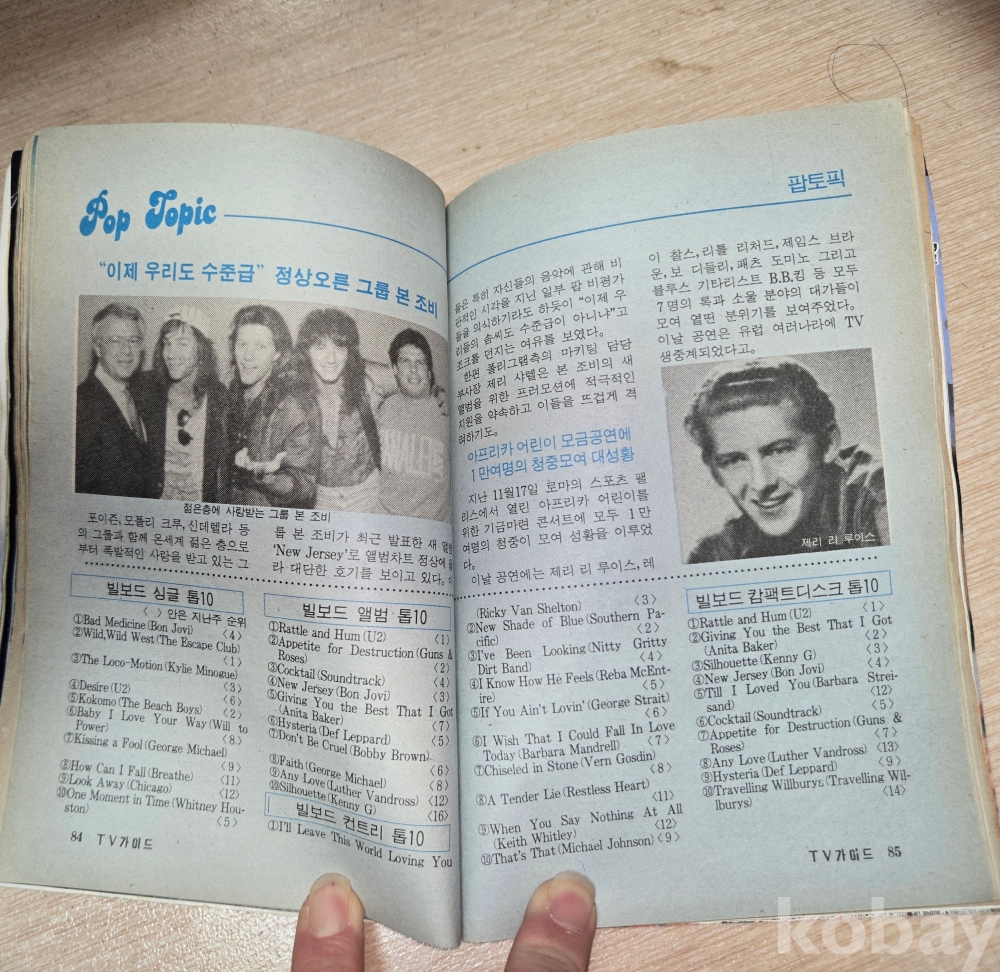 Pop Topic
"이제 우리도 수준급" 정상오른 그룹 본 조비
젊은층에 사랑받는 그룹 본 조비
포이즌, 모틀리 크루, 신데렐라 등
의 그룹과 함께 온세계 젊은 층으로
부터 폭발적인 사랑을 받고 있는 그
룹 본 조비가 최근 발표한 새 앨범
'New Jersey'로 앨범차트 정상에 올
라 대단한 호기를 보이고 있다.
빌보드 싱글 톱10
〈 〉안은 지난주 순위
①Bad Medicine(Bon Jovi) 〈4〉
②Wild, Wild West(The Escape Club)
〈1〉
③The Loco-Motion(Kylie Minogue)
④Desire(U2) 〈3〉
⑤Kokomo(The Beach Boys) 〈6〉
⑥Baby I Love Your Way(Will to 〈2〉
Power) 〈8〉
⑦Kissing a Fool(George Michael)
〈9〉
⑧How Can I Fall(Breathe) 〈11〉
⑨Look Away(Chicago) 〈12〉
⑩One Moment in Time(Whitney Hou-
ston) 〈5〉
빌보드 앨범 톱10
①Rattle and Hum(U2) 〈1〉
②Appetite for Destruction(Guns &
Roses) 〈2〉
③Cocktail(Soundtrack) 〈4〉
④New Jersey(Bon Jovi) 〈3〉
⑤Giving You the Best That I Got
(Anita Baker) 〈7〉
⑥Hysteria(Def Leppard) 〈5〉
⑦Don't Be Cruel(Bobby Brown)
〈6〉
⑧Faith(George Michael) 〈8〉
⑨Any Love(Luther Vandross) 〈12〉
⑩Silhouette(Kenny G) 〈16〉
빌보드 컨트리 톱10
①I'll Leave This World Loving You
84 TV가이드
팝토픽
들은 특히 자신들의 음악에 관해 비
판적인 시각을 지닌 일부 팝 비평가
들을 의식하기라도 하듯이 "이제 우
리들의 솜씨도 수준급이 아니냐"고
조크를 던지는 여유를 보였다.
한편 폴리그램측의 마키팅 담당
부사장 제리 샤렐은 본 조비의 새
앨범을 위한 프러모션에 적극적인
지원을 약속하고 이들을 뜨겁게 격
려하기도.
아프리카 어린이 모금공연에
1만여명의 청중모여 대성황
지난 11월17일 로마의 스포츠 팰
리스에서 열린 아프리카 어린이를
위한 기금마련 콘서트에 모두 1만
여명의 청중이 모여 성황을 이루었
다.
이날 공연에는 제리 리 루이스, 레
이 찰스, 리틀 리처드, 제임스 브라
운, 보 디들리, 패츠 도미노 그리고
블루스 기타리스트 B.B.킹 등 모두
7명의 록과 소울 분야의 대가들이
모여 열띤 분위기를 보여주었다.
이날 공연은 유럽 여러나라에 TV
생중계되었다고.
제리 리 루이스
(Ricky Van Shelton) 〈3〉
②New Shade of Blue(Southern Pa-
cific) 〈2〉
③I've Been Looking(Nitty Gritty
Dirt Band) 〈4〉
④I Know How He Feels(Reba McEnt-
ire) 〈5〉
⑤If You Ain't Lovin'(George Strait)
〈6〉
⑥I Wish That I Could Fall In Love
Today(Barbara Mandrell) 〈7〉
⑦Chiseled in Stone(Vern Gosdin)
〈8〉
⑧A Tender Lie(Restless Heart)
〈11〉
⑨When You Say Nothing At All
(Keith Whitley) 〈12〉
⑩That's That(Michael Johnson)〈9〉
빌보드 캄팩트디스크 톱10
①Rattle and Hum(U2) 〈1〉
②Giving You the Best That I Got
(Anita Baker) 〈2〉
③Silhouette(Kenny G) 〈3〉
④New Jersey(Bon Jovi) 〈4〉
⑤Till I Loved You(Barbara Strei-
sand) 〈12〉
⑥Cocktail(Soundtrack) 〈5〉
⑦Appetite for Destruction(Guns &
Roses) 〈7〉
⑧Any Love(Luther Vandross) 〈13〉
⑨Hysteria(Def Leppard) 〈9〉
⑩Travelling Willburys(Travelling Wil-
lburys) 〈14〉
TV가이드 85
kobay